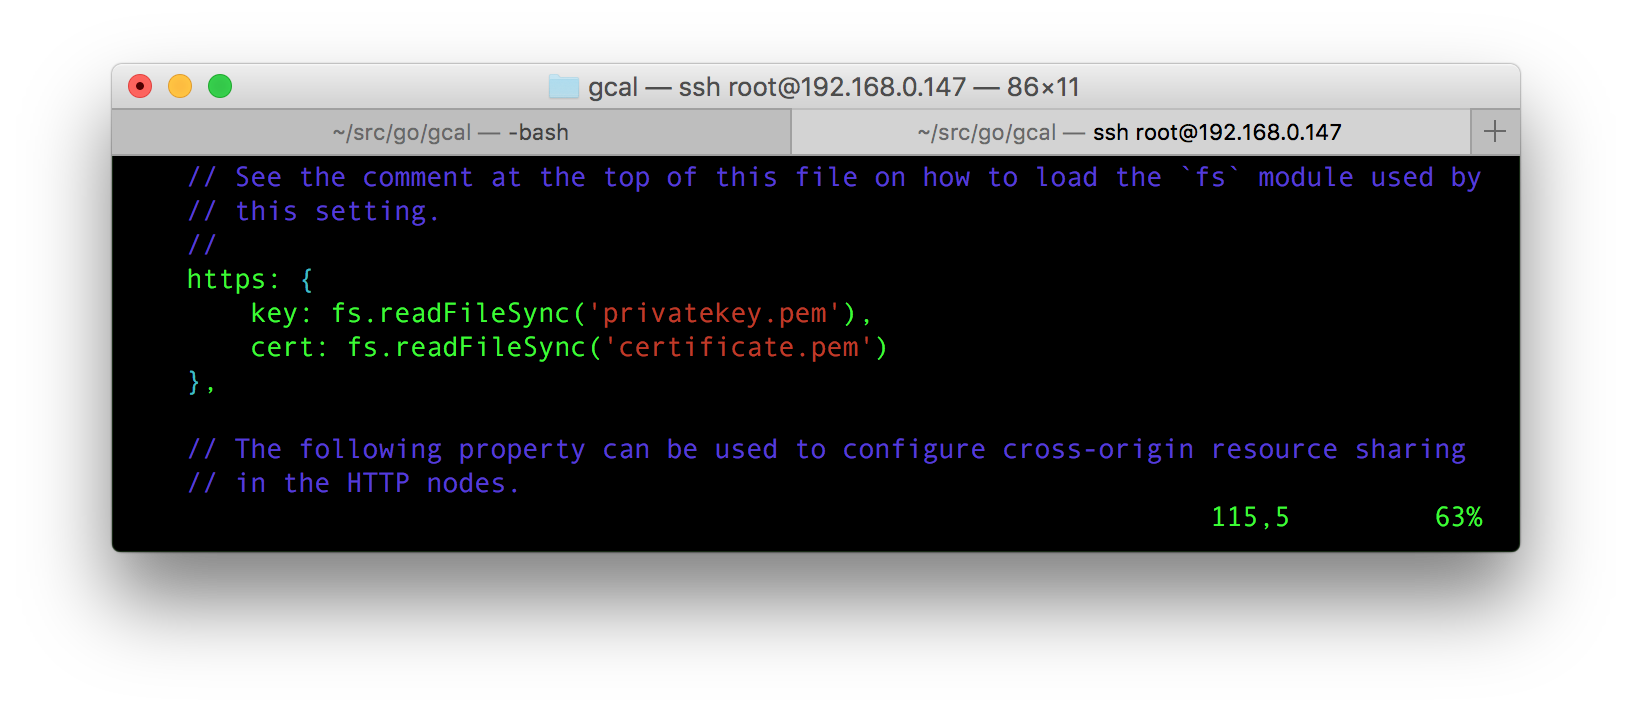 gcal — ssh root@192.168.0.147 — 86×11
~/src/go/gcal — -bash
~/src/go/gcal — ssh root@192.168.0.147
// See the comment at the top of this file on how to load the `fs` module used by
// this setting.
//
https: {
    key: fs.readFileSync('privatekey.pem'),
    cert: fs.readFileSync('certificate.pem')
},
// The following property can be used to configure cross-origin resource sharing
// in the HTTP nodes.
115,5 63%